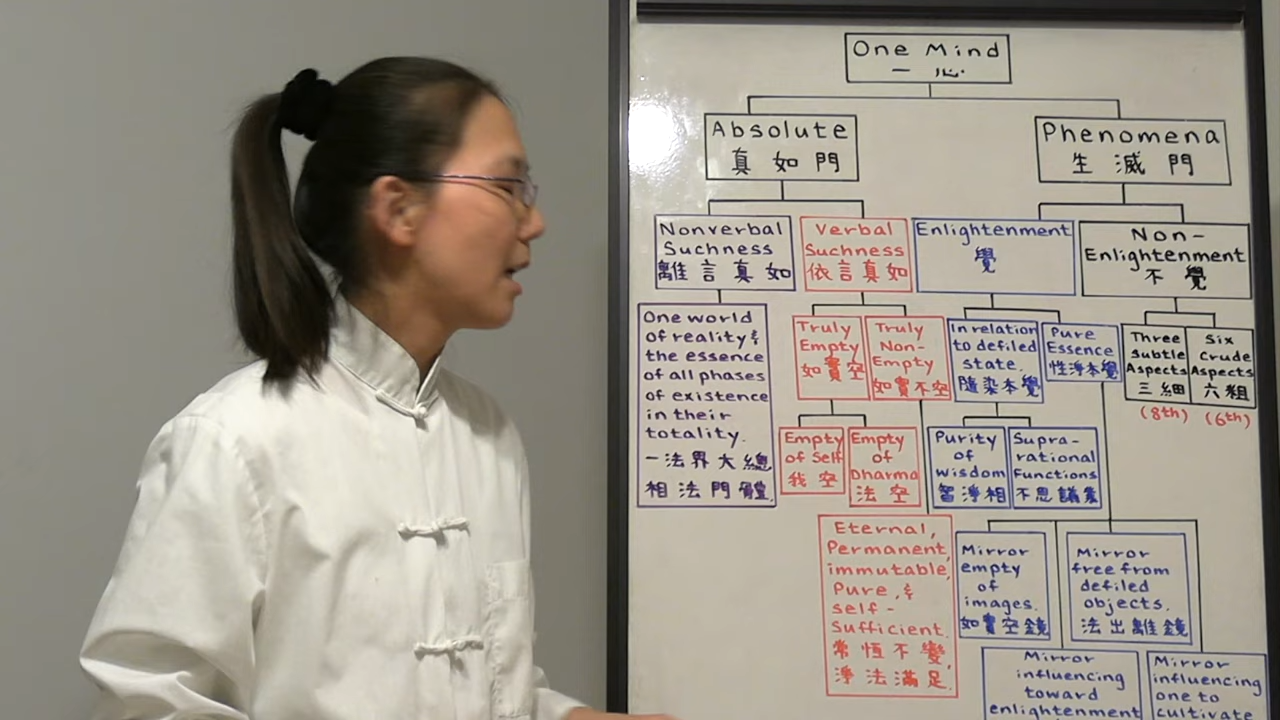 One Mind
一 心
Absolute
真 如 門
Phenomena
生 滅 門
Nonverbal
Suchness
離 言 真 如
Verbal
Suchness
依言真如
Enlightenment
覺
Non-
Enlightenment
不 覺
One world
of reality &
the essence
of all phases
of existence
in their
totality.
一 法 界 大 總
相 法 門 體.
Truly
Empty
如實空
Truly
Non-
Empty
如實不空
In relation
to defiled
state.
隨染本覺
Pure
Essence
性淨本覺
Three
Subtle
Aspects
三 細
(8th)
Six
Crude
Aspects
六 粗
(6th)
Empty
of Self
我 空
Empty
of
Dharma
法 空
Purity
of
wisdom
智淨相
Supra-
rational
Functions
不思議業
Eternal,
Permanent,
immutable,
Pure, &
self-
sufficient.
常 恆 不 變,
淨 法 滿 足.
Mirror
empty
of
images.
如實空鏡
Mirror
free from
defiled
objects.
法出離鏡
Mirror
influencing
toward
enlightenment
Mirror
influencing
one to
cultivate